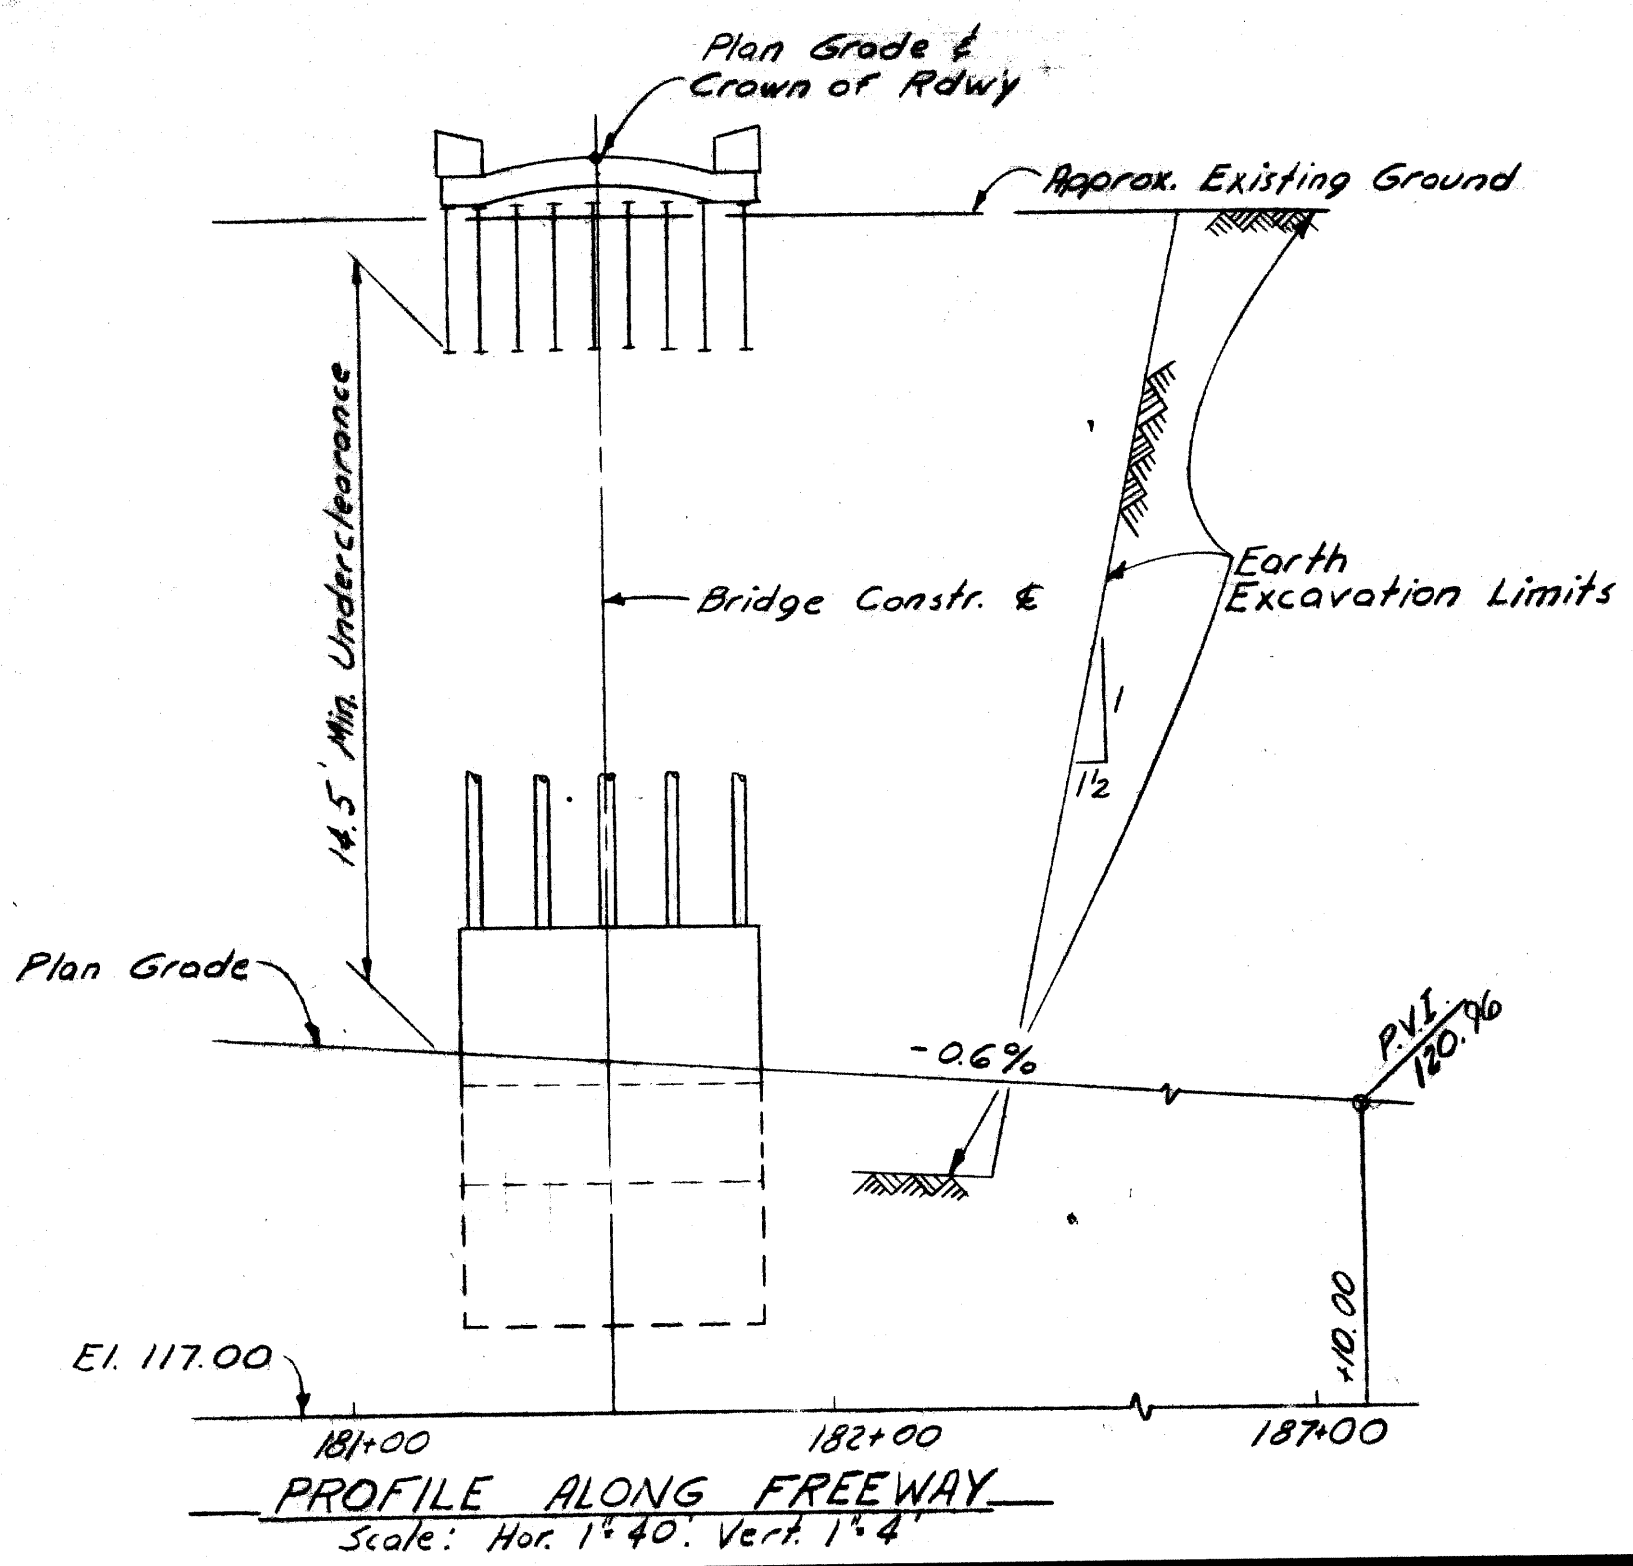 Plan Grade ℄
Crown of Rdwy
Approx. Existing Ground
14.5' Min. Underclearance
Bridge Constr. ℄
Earth
Excavation Limits
1
1½
Plan Grade
-0.6%
P.V.I.
120.96
+10.00
El. 117.00
181+00
182+00
187+00
PROFILE ALONG FREEWAY
Scale: Hor. 1"=40'. Vert. 1"=4'